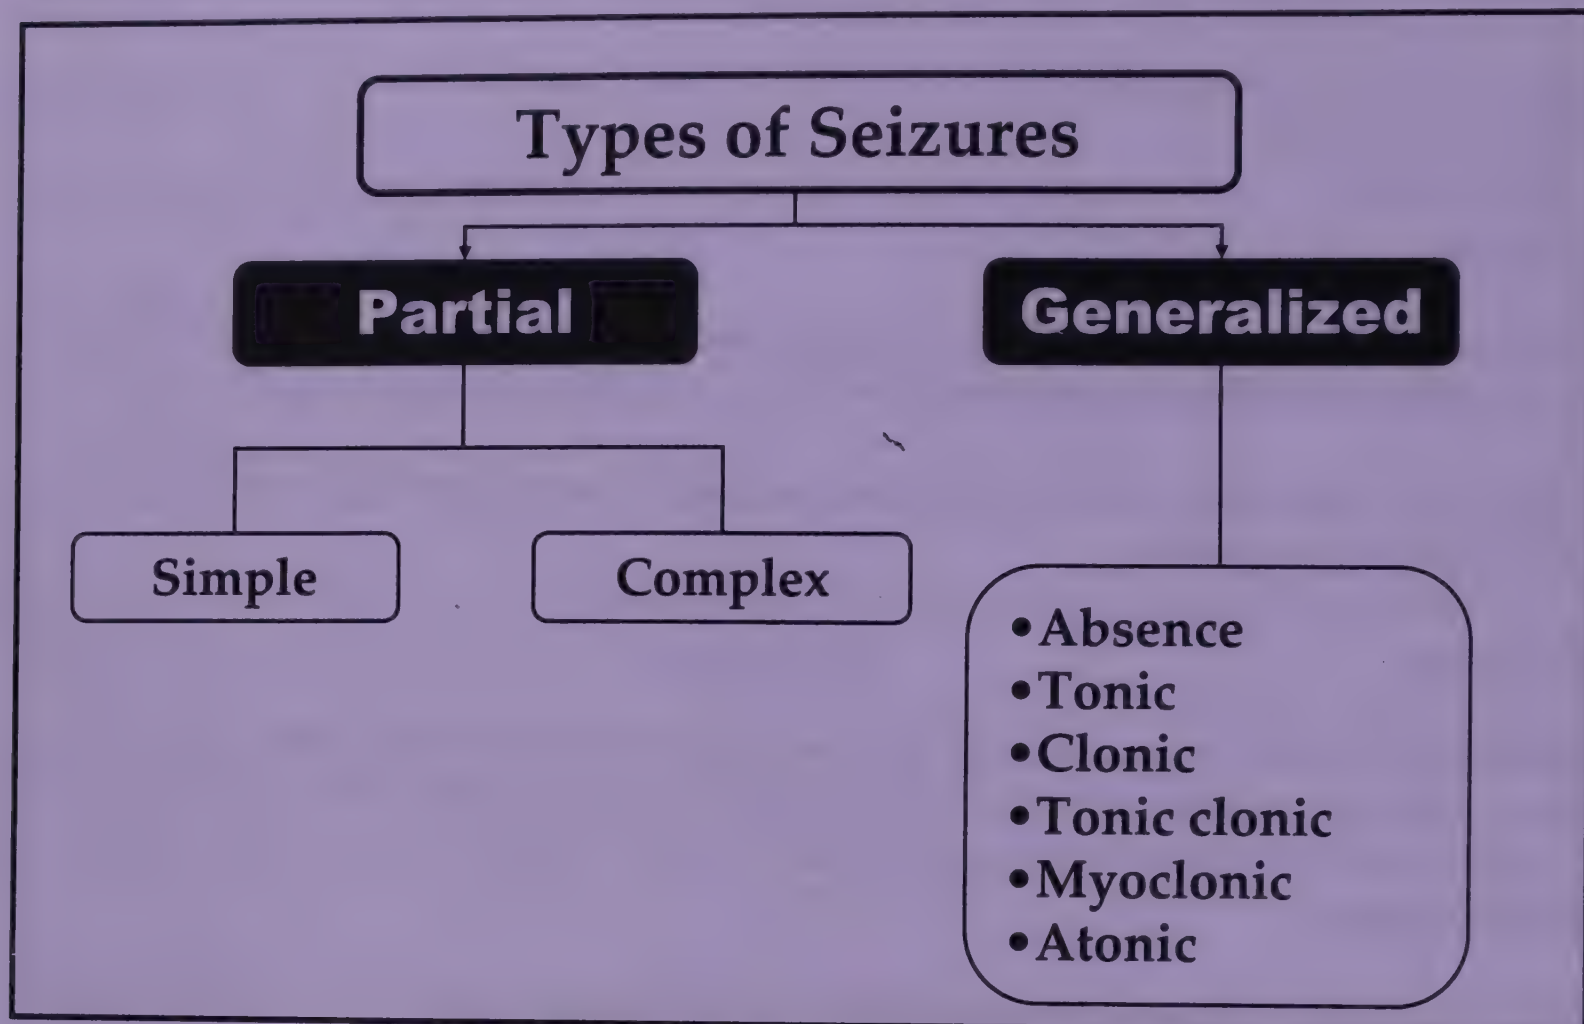 Types of Seizures
Partial
Generalized
Simple
Complex
•Absence
•Tonic
•Clonic
•Tonic clonic
•Myoclonic
•Atonic